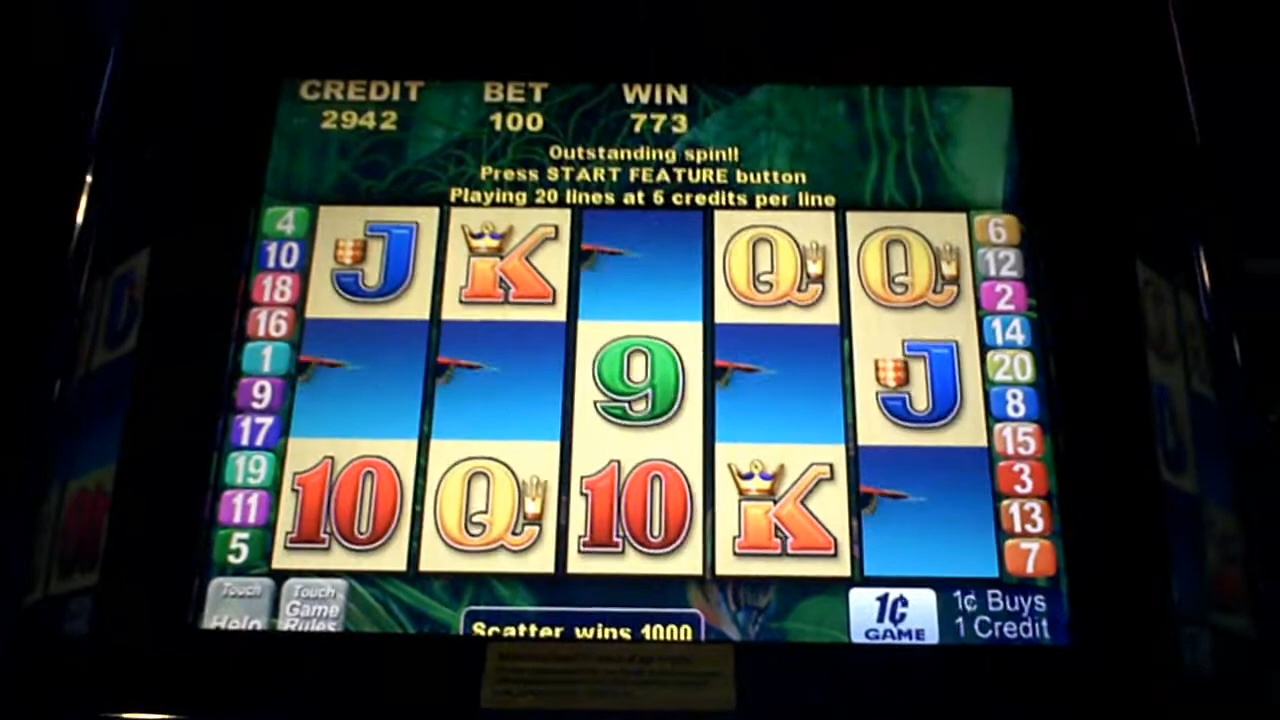 CREDIT BET WIN
2942 100 773
Outstanding spin!!
Press START FEATURE button
Playing 20 lines at 5 credits per line
4 J K Q Q 6
10 12
18 2
16 14
1 9 J 20
9 8
17 15
19 10 Q 10 K 3
11 13
5 7
Touch Help
Touch Game Rules
Scatter wins 1000
1¢ GAME
1¢ Buys
1 Credit